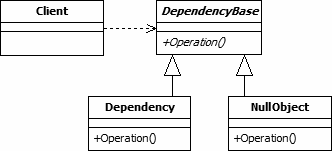 Client
DependencyBase
+Operation()
Dependency
+Operation()
NullObject
+Operation()